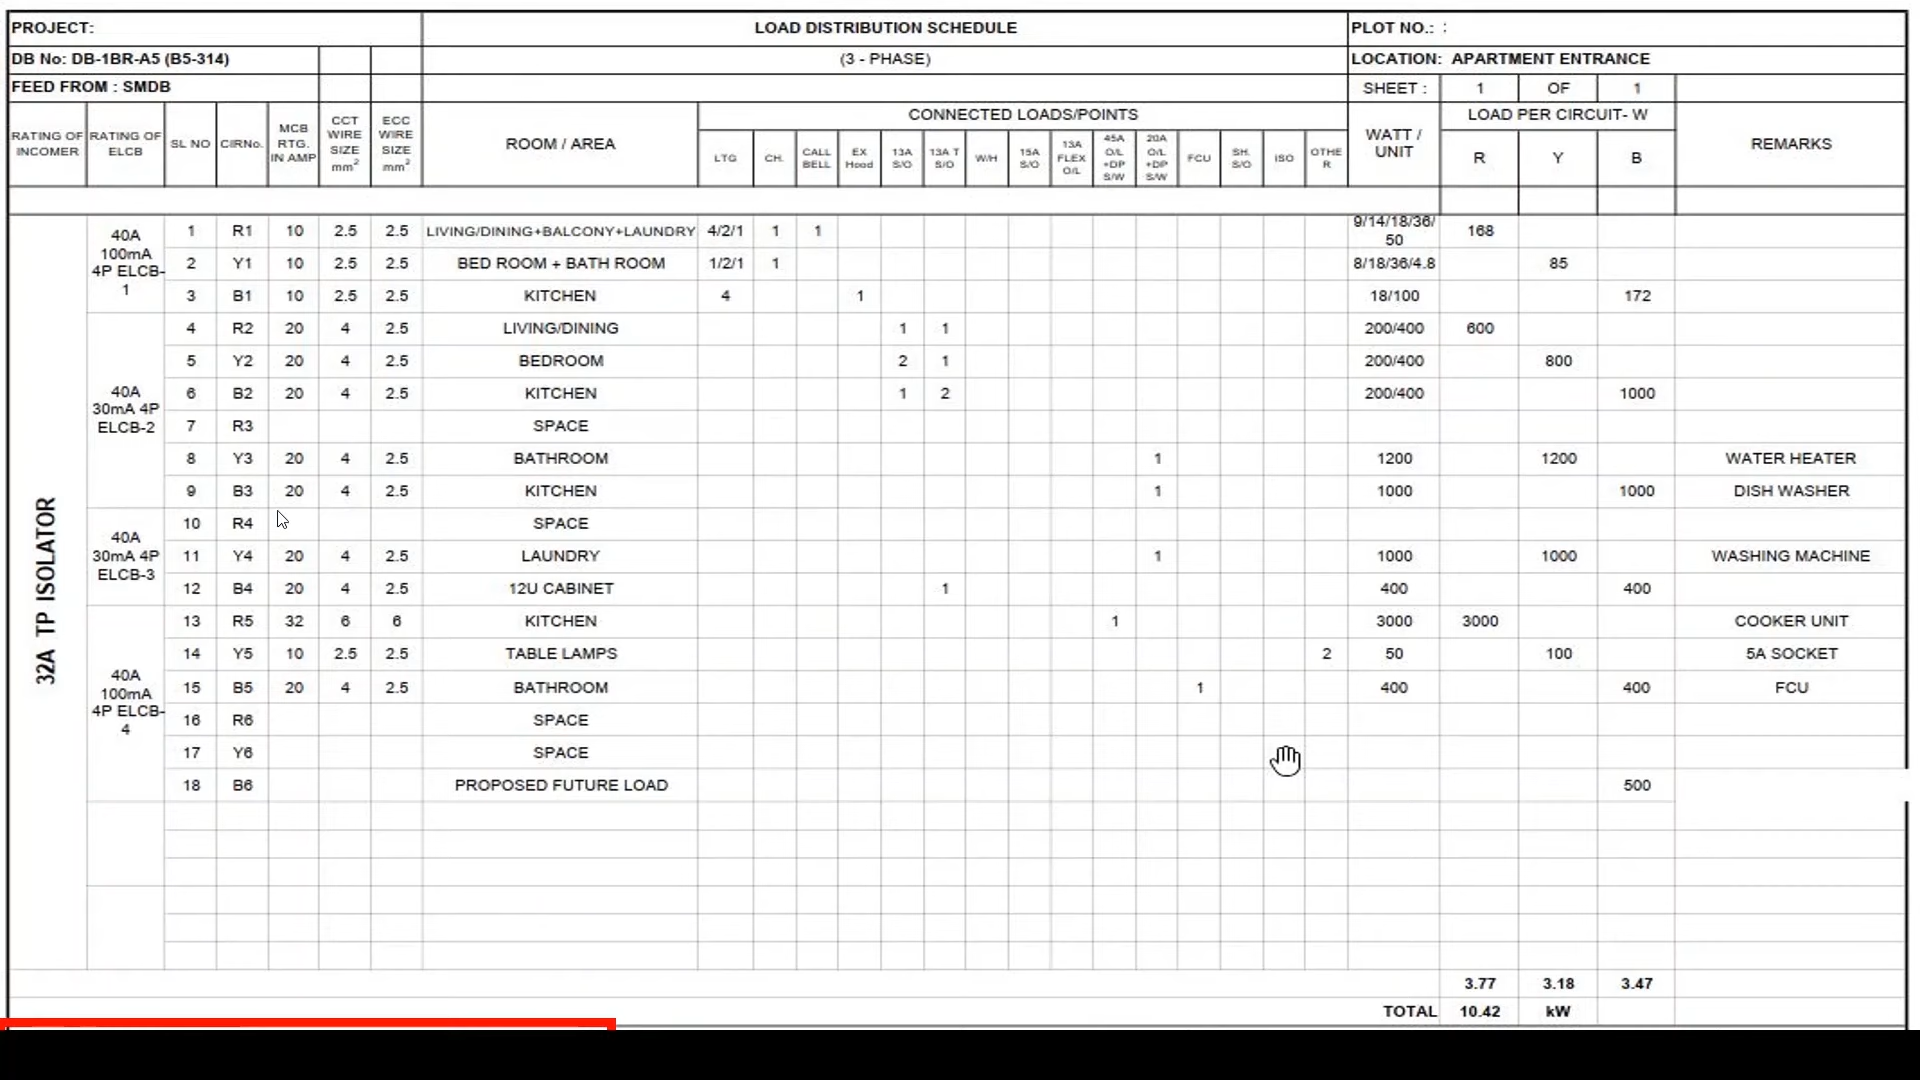 PROJECT: LOAD DISTRIBUTION SCHEDULE PLOT NO.: :
DB No: DB-1BR-A5 (B5-314) (3 - PHASE) LOCATION: APARTMENT ENTRANCE
FEED FROM : SMDB SHEET : 1 OF 1
RATING OF INCOMER RATING OF ELCB SL NO CIRNo. MCB RTG. IN AMP CCT WIRE SIZE mm² ECC WIRE SIZE mm² ROOM / AREA CONNECTED LOADS/POINTS WATT / UNIT LOAD PER CIRCUIT- W REMARKS
LTG CH. CALL BELL EX Hood 13A S/O 13A T S/O W/H 15A S/O 13A FLEX O/L 45A O/L +DP S/W 20A O/L +DP S/W FCU SH. S/O ISO OTHE R R Y B
32A TP ISOLATOR
40A 100mA 4P ELCB-1
1 R1 10 2.5 2.5 LIVING/DINING+BALCONY+LAUNDRY 4/2/1 1 1 9/14/18/36/50 168
2 Y1 10 2.5 2.5 BED ROOM + BATH ROOM 1/2/1 1 8/18/36/4.8 85
3 B1 10 2.5 2.5 KITCHEN 4 1 18/100 172
40A 30mA 4P ELCB-2
4 R2 20 4 2.5 LIVING/DINING 1 1 200/400 600
5 Y2 20 4 2.5 BEDROOM 2 1 200/400 800
6 B2 20 4 2.5 KITCHEN 1 2 200/400 1000
7 R3 SPACE
8 Y3 20 4 2.5 BATHROOM 1 1200 1200 WATER HEATER
9 B3 20 4 2.5 KITCHEN 1 1000 1000 DISH WASHER
40A 30mA 4P ELCB-3
10 R4 SPACE
11 Y4 20 4 2.5 LAUNDRY 1 1000 1000 WASHING MACHINE
12 B4 20 4 2.5 12U CABINET 1 400 400
40A 100mA 4P ELCB-4
13 R5 32 6 6 KITCHEN 1 3000 3000 COOKER UNIT
14 Y5 10 2.5 2.5 TABLE LAMPS 2 50 100 5A SOCKET
15 B5 20 4 2.5 BATHROOM 1 400 400 FCU
16 R6 SPACE
17 Y6 SPACE
18 B6 PROPOSED FUTURE LOAD 500
3.77 3.18 3.47
TOTAL 10.42 kW